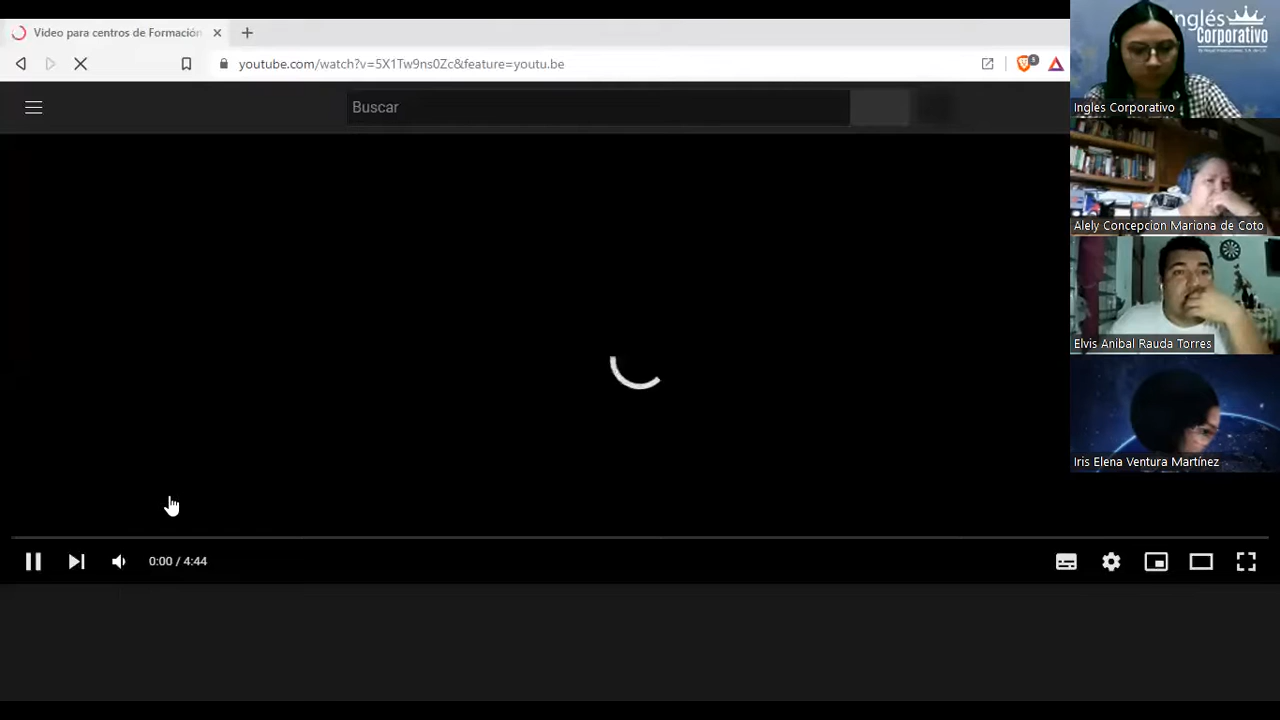 Video para centros de Formación
youtube.com/watch?v=5X1Tw9ns0Zc&feature=youtu.be
5
Buscar
Inglés
Corporativo
Ingles Corporativo
Alely Concepcion Mariona de Coto
Elvis Anibal Rauda Torres
Iris Elena Ventura Martínez
0:00 / 4:44